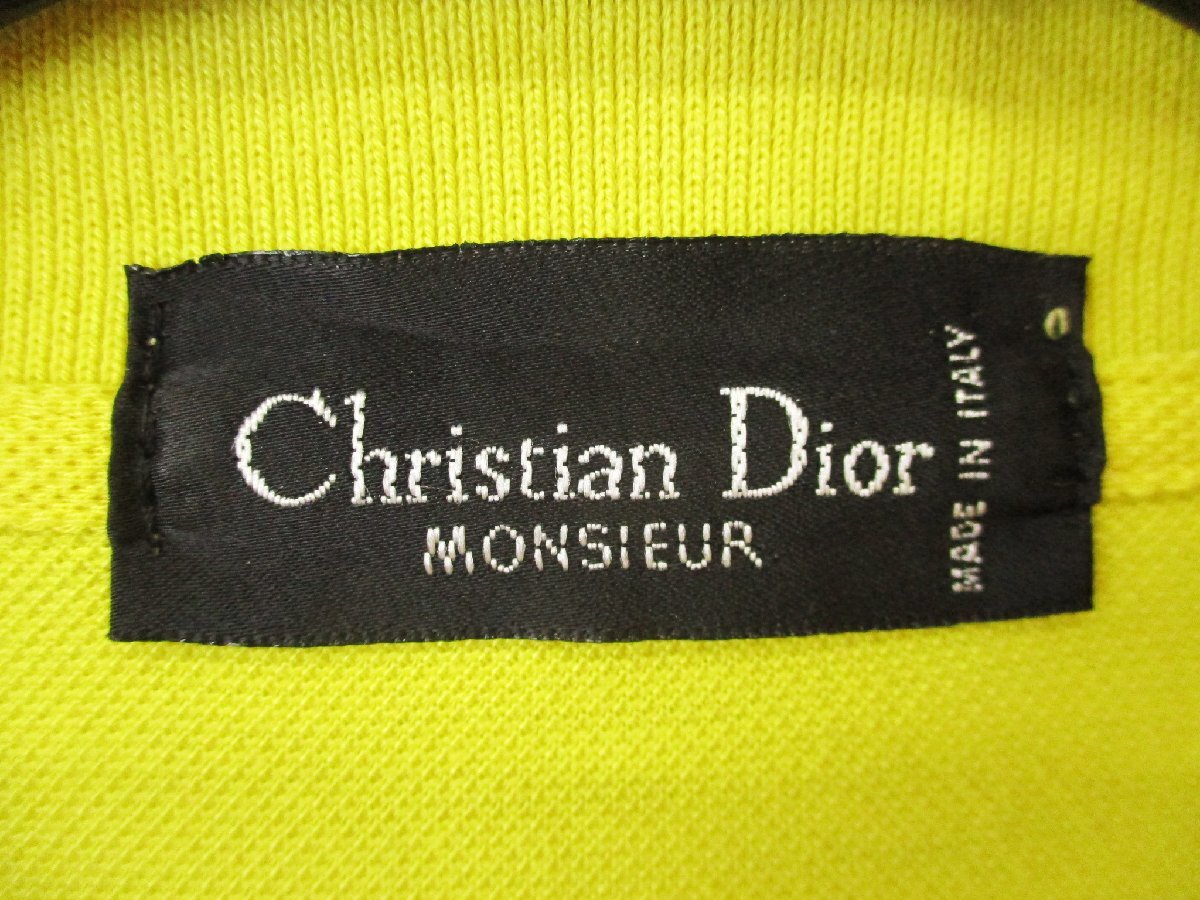 Christian Dior
MONSIEUR
MADE IN ITALY